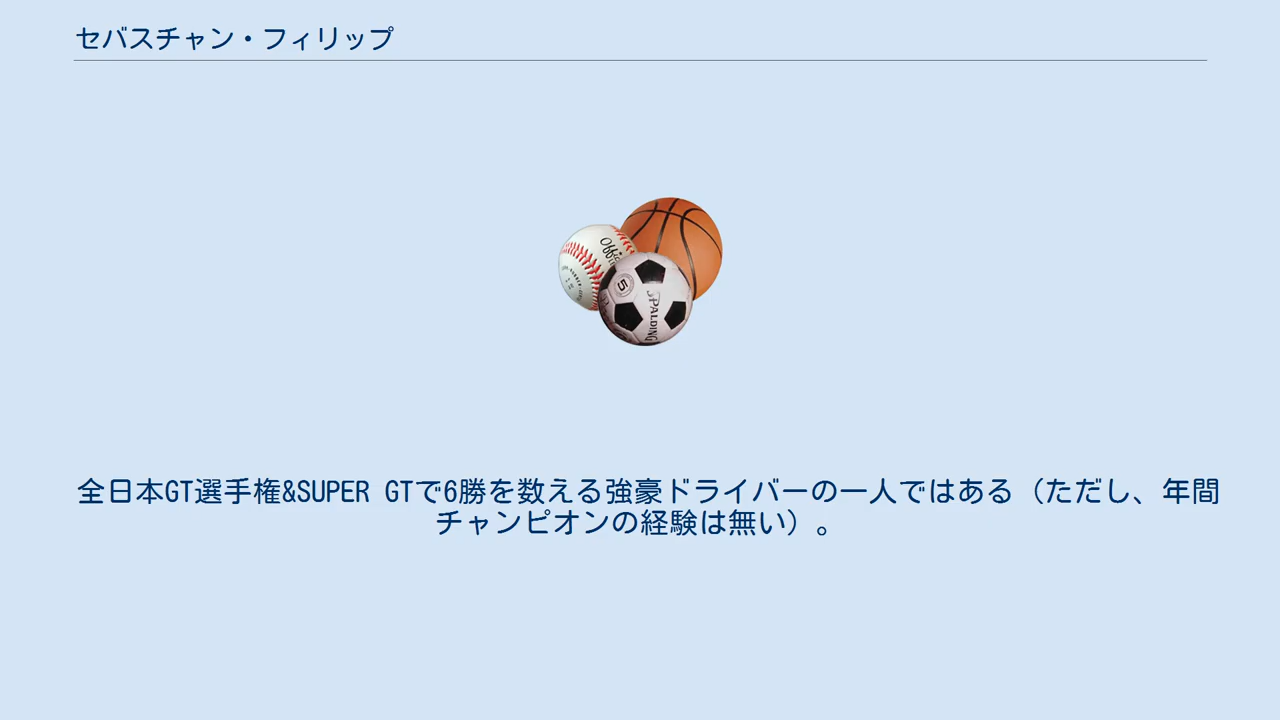 セバスチャン・フィリップ
Offici
5
SPALDING
全日本GT選手権&SUPER GTで6勝を数える強豪ドライバーの一人ではある（ただし、年間
チャンピオンの経験は無い）。